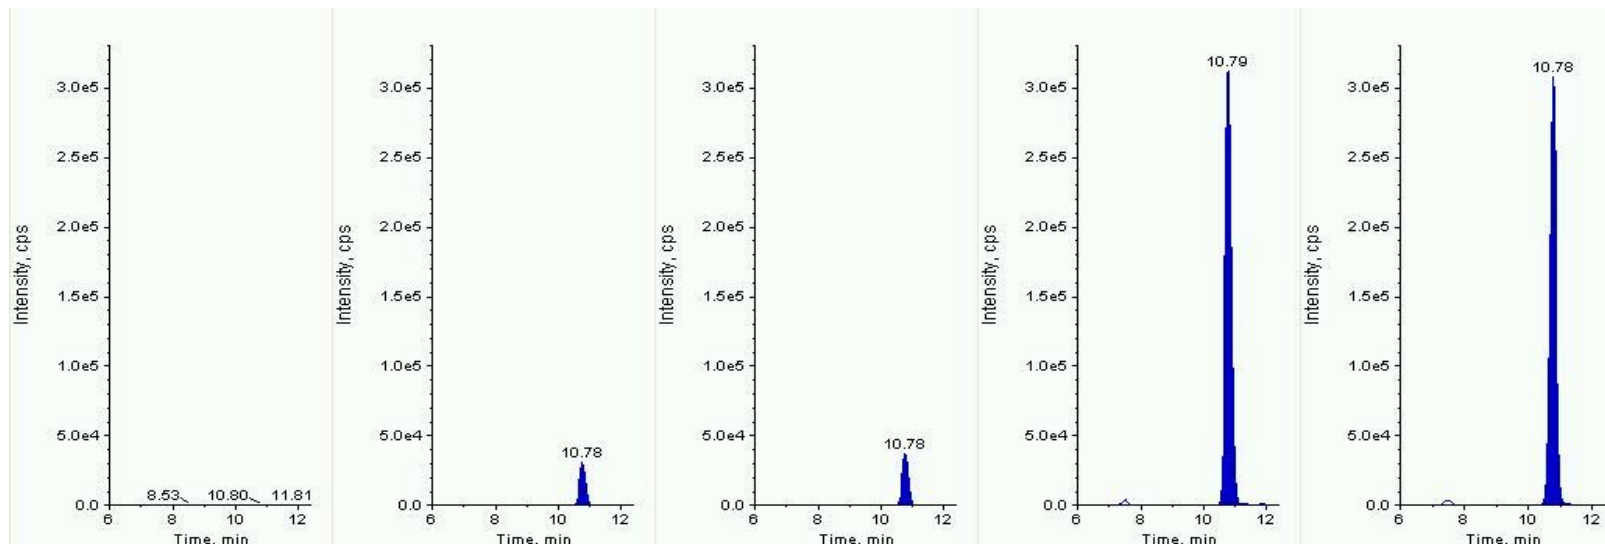 Intensity, cps
3.0e5
2.5e5
2.0e5
1.5e5
1.0e5
5.0e4
0.0
8.53
10.80
11.81
6 8 10 12
Time, min
Intensity, cps
3.0e5
2.5e5
2.0e5
1.5e5
1.0e5
5.0e4
0.0
10.78
6 8 10 12
Time, min
Intensity, cps
3.0e5
2.5e5
2.0e5
1.5e5
1.0e5
5.0e4
0.0
10.78
6 8 10 12
Time, min
Intensity, cps
3.0e5
2.5e5
2.0e5
1.5e5
1.0e5
5.0e4
0.0
10.79
6 8 10 12
Time, min
Intensity, cps
3.0e5
2.5e5
2.0e5
1.5e5
1.0e5
5.0e4
0.0
10.78
6 8 10 12
Time, min